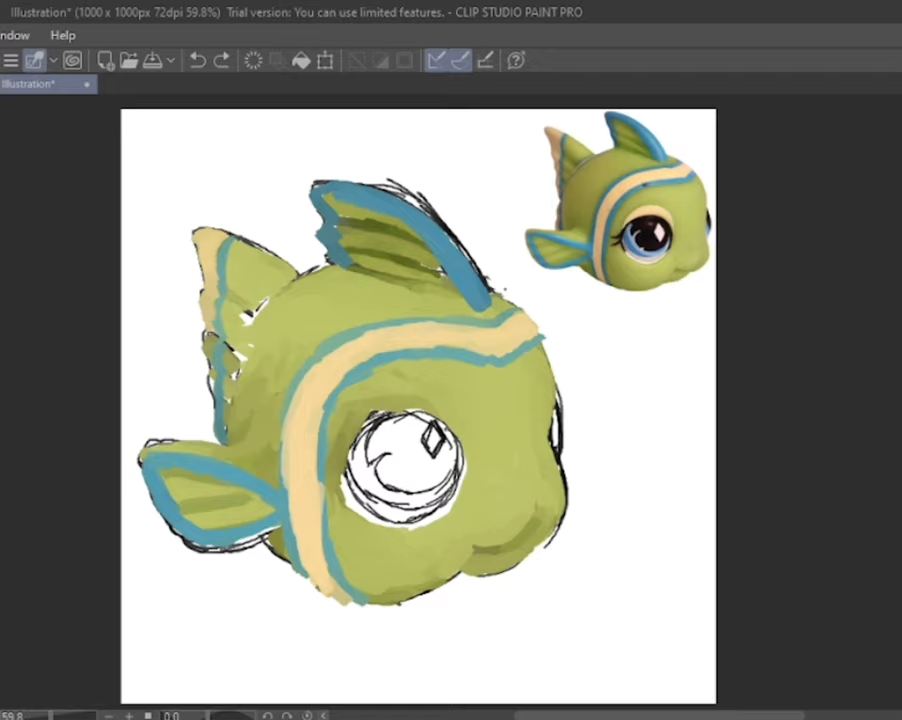 Illustration* (1000 x 1000px 72dpi 59.8%) Trial version: You can use limited features. - CLIP STUDIO PAINT PRO
ndow Help
Illustration*
59.8 0.0